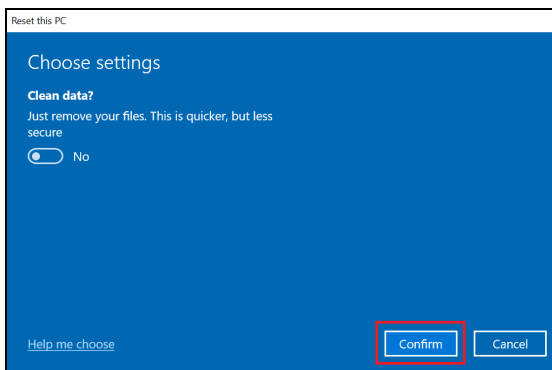 Reset this PC
Choose settings
Clean data?
Just remove your files. This is quicker, but less
secure
No
Help me choose
Confirm
Cancel